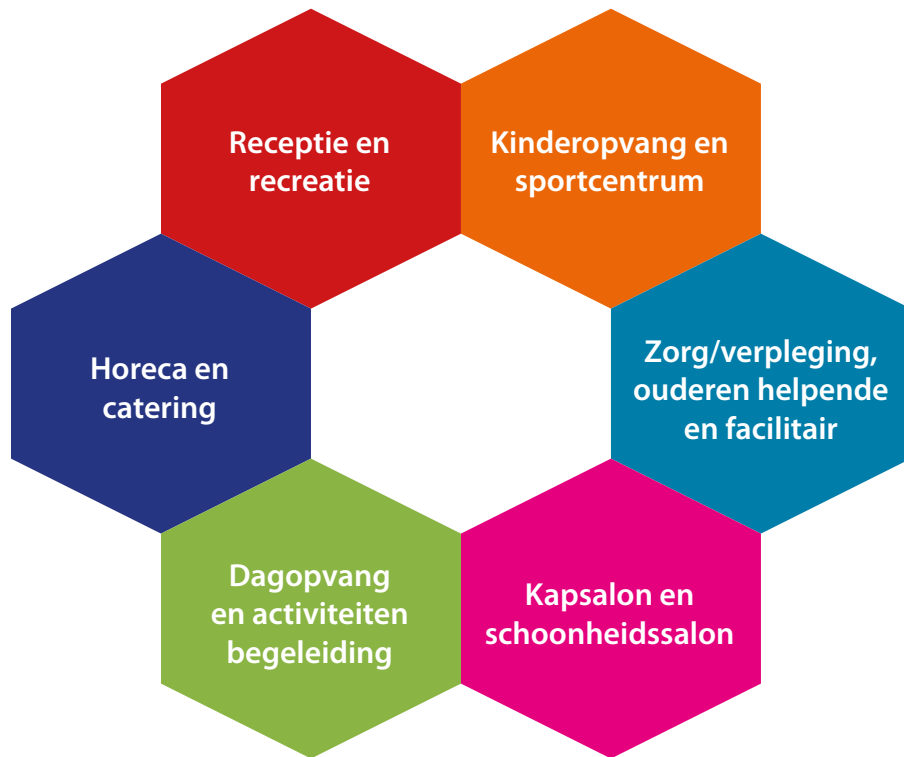 Receptie en
recreatie
Kinderopvang en
sportcentrum
Horeca en
catering
Zorg/verpleging,
ouderen helpende
en facilitair
Dagopvang
en activiteiten
begeleiding
Kapsalon en
schoonheidssalon